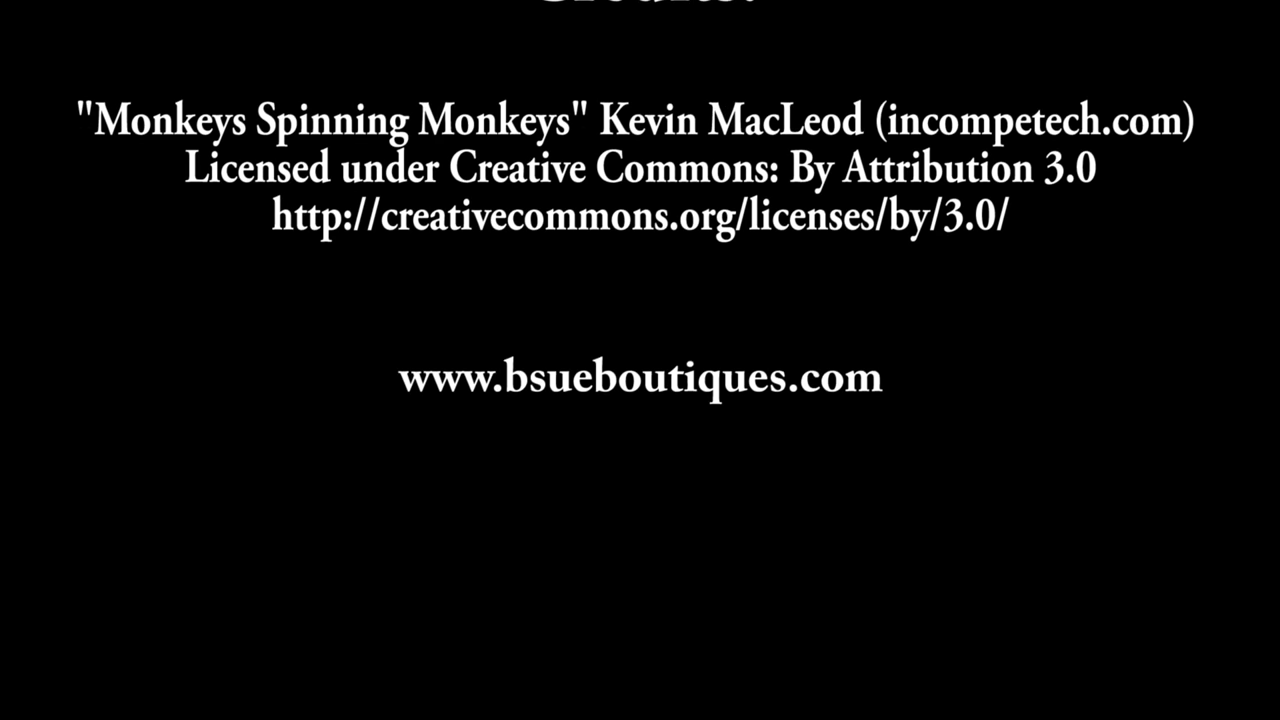 "Monkeys Spinning Monkeys" Kevin MacLeod (incompetech.com)
Licensed under Creative Commons: By Attribution 3.0
http://creativecommons.org/licenses/by/3.0/
www.bsueboutiques.com